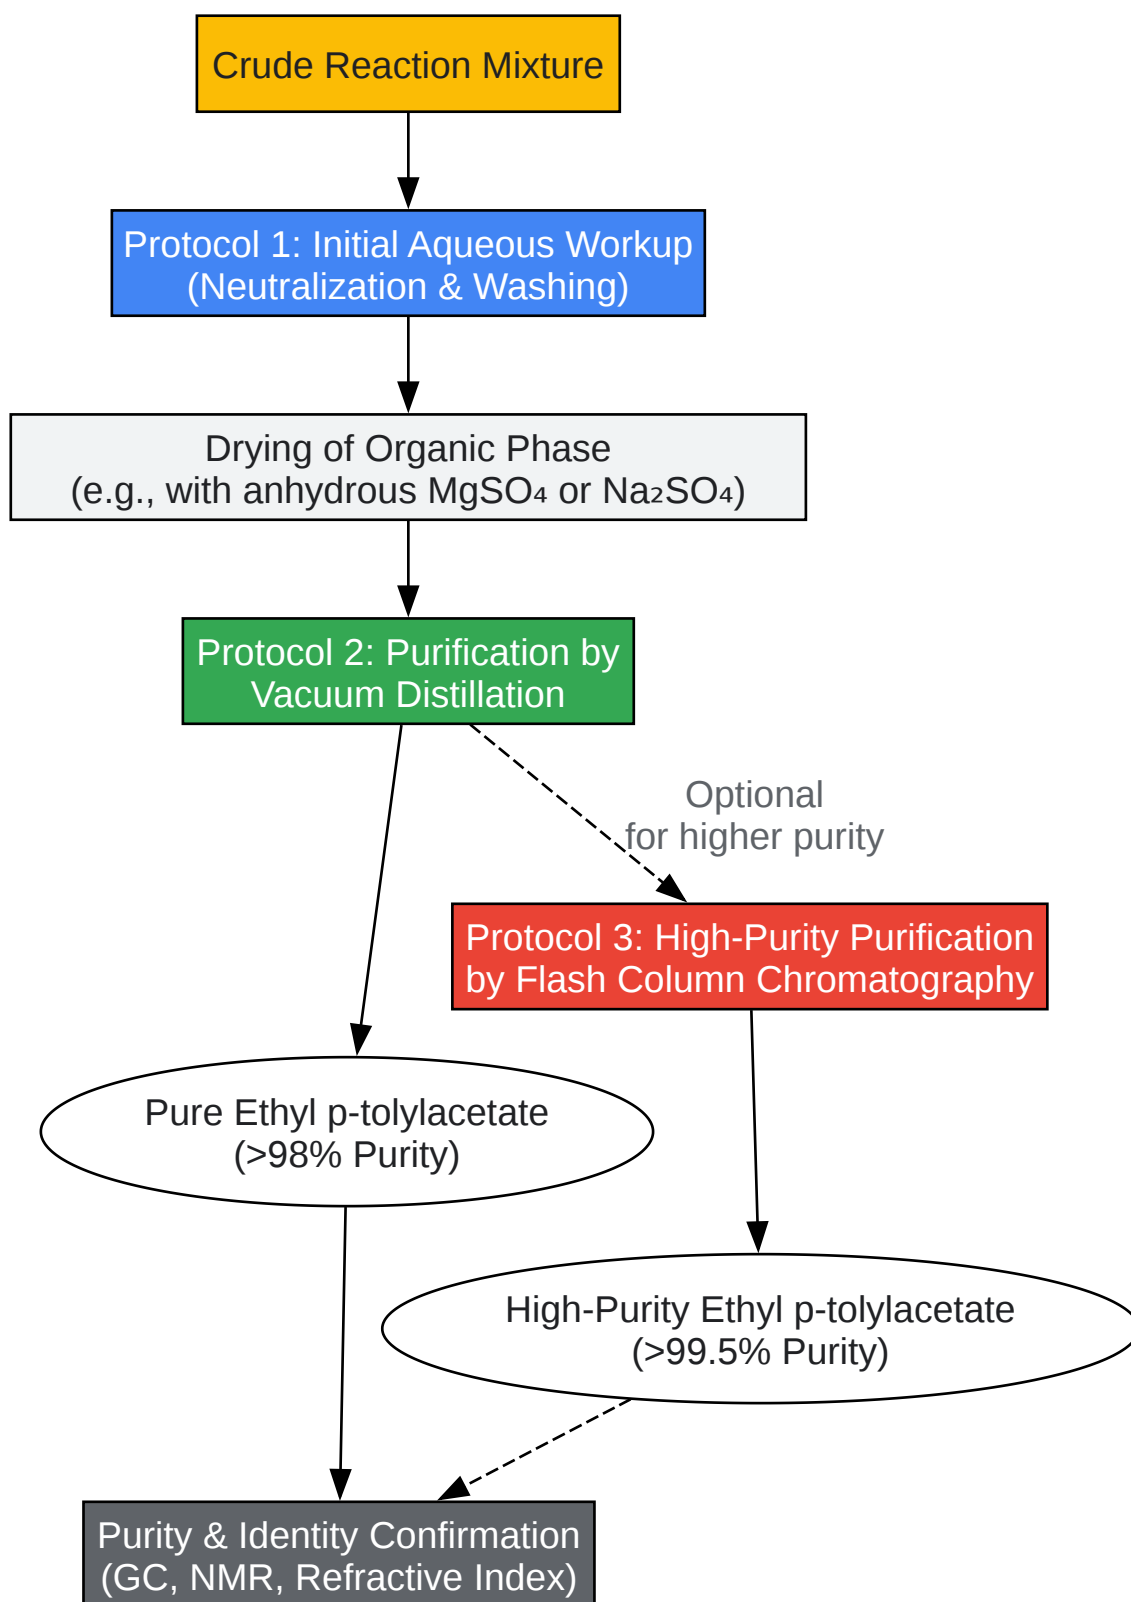 Crude Reaction Mixture
Protocol 1: Initial Aqueous Workup
(Neutralization & Washing)
Drying of Organic Phase
(e.g., with anhydrous MgSO₄ or Na₂SO₄)
Protocol 2: Purification by
Vacuum Distillation
Optional
for higher purity
Protocol 3: High-Purity Purification
by Flash Column Chromatography
Pure Ethyl p-tolylacetate
(>98% Purity)
High-Purity Ethyl p-tolylacetate
(>99.5% Purity)
Purity & Identity Confirmation
(GC, NMR, Refractive Index)